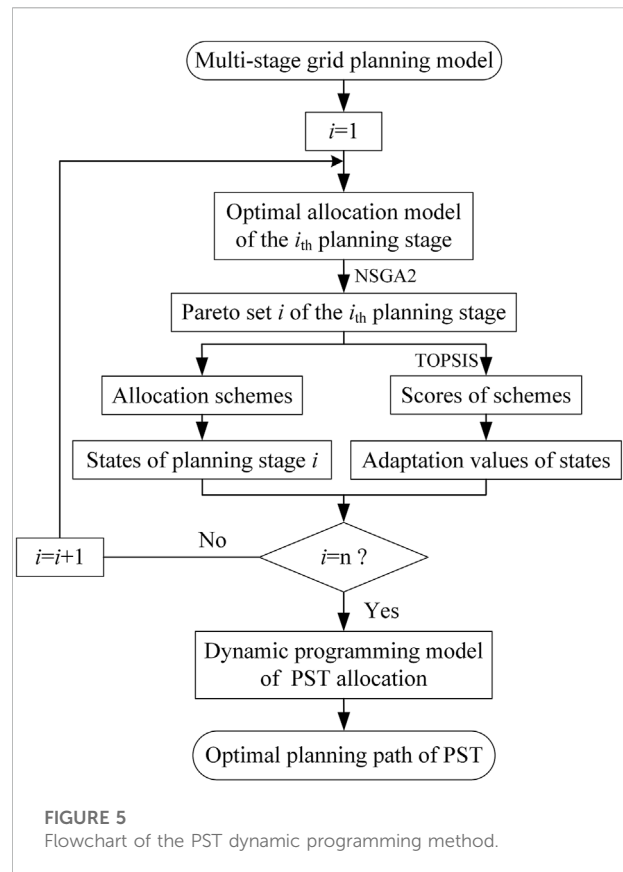 Multi-stage grid planning model
i=1
Optimal allocation model
of the ith planning stage
NSGA2
Pareto set i of the ith planning stage
TOPSIS
Allocation schemes
Scores of schemes
States of planning stage i
Adaptation values of states
i=n ?
No
i=i+1
Yes
Dynamic programming model
of PST allocation
Optimal planning path of PST
FIGURE 5
Flowchart of the PST dynamic programming method.